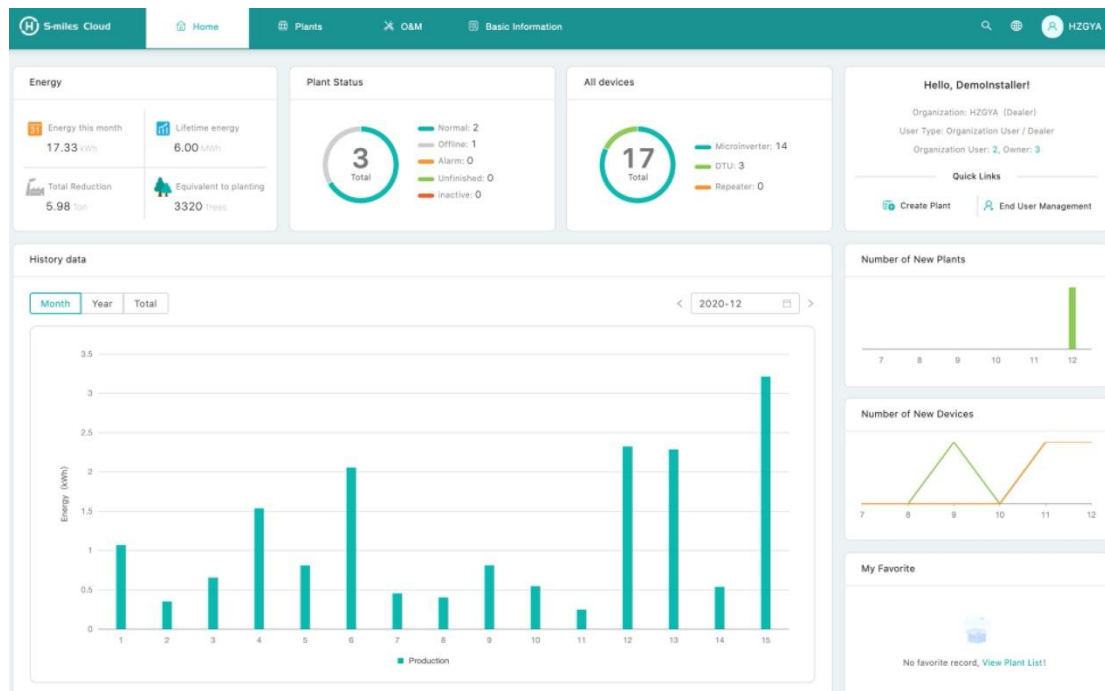 S-miles Cloud Home Plants O&M Basic Information HZGYA
Energy
Energy this month
17.33 kWh
Lifetime energy
6.00 MWh
Total Reduction
5.98 Ton
Equivalent to planting
3320 Trees
Plant Status
3
Total
Normal: 2
Offline: 1
Alarm: 0
Unfinished: 0
inactive: 0
All devices
17
Total
Microinverter: 14
DTU: 3
Repeater: 0
Hello, DemoInstaller!
Organization: HZGYA (Dealer)
User Type: Organization User / Dealer
Organization User: 2, Owner: 3
Quick Links
Create Plant End User Management
History data
Month Year Total
< 2020-12 >
3.5
3
2.5
2
1.5
1
0.5
0
Energy (kWh)
1 2 3 4 5 6 7 8 9 10 11 12 13 14 15
Production
Number of New Plants
7 8 9 10 11 12
Number of New Devices
7 8 9 10 11 12
My Favorite
No favorite record, View Plant List!